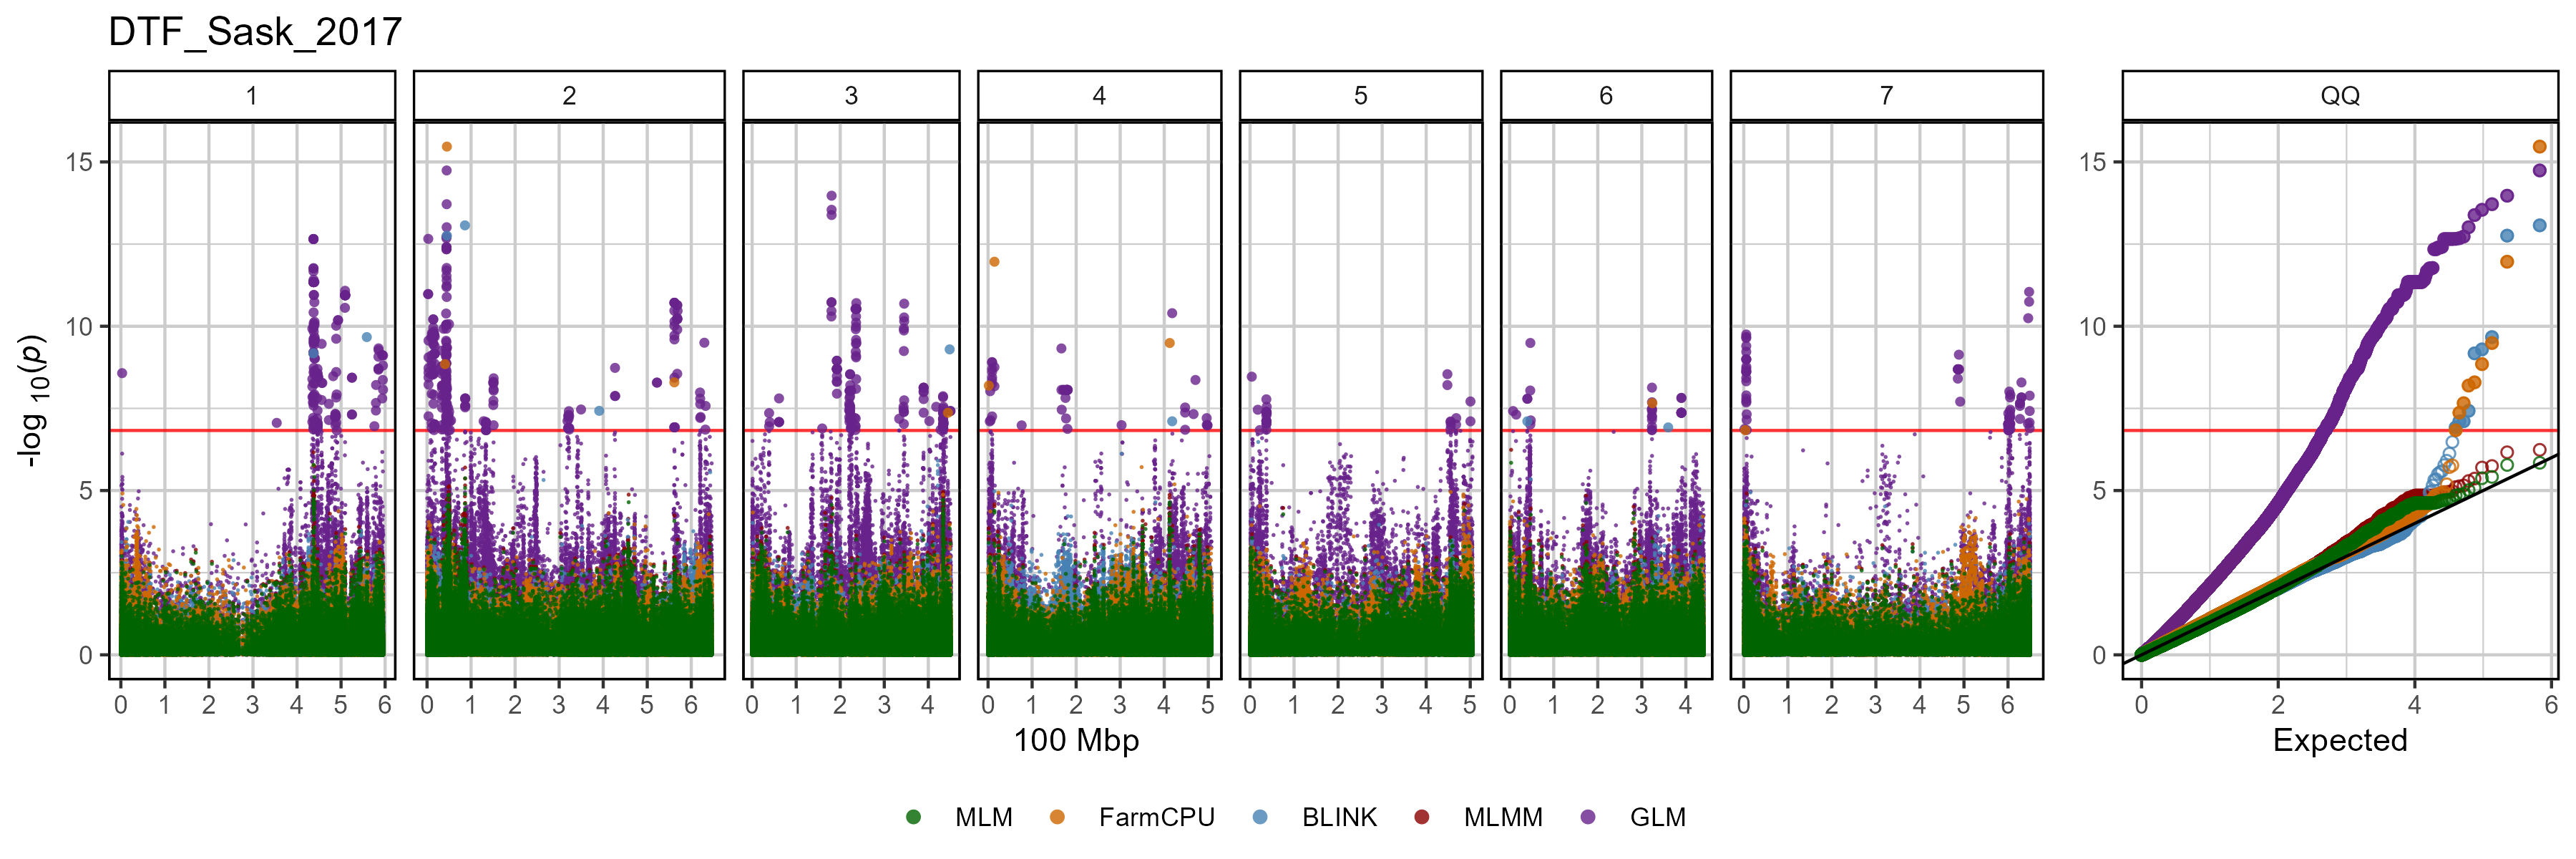 DTF_Sask_2017
1 2 3 4 5 6 7 QQ
15 15
10 10
5 5
0 0
-log 10(p)
0 1 2 3 4 5 6 0 1 2 3 4 5 6 0 1 2 3 4 0 1 2 3 4 5 0 1 2 3 4 5 0 1 2 3 4 0 1 2 3 4 5 6 0 2 4 6
100 Mbp Expected
MLM FarmCPU BLINK MLMM GLM